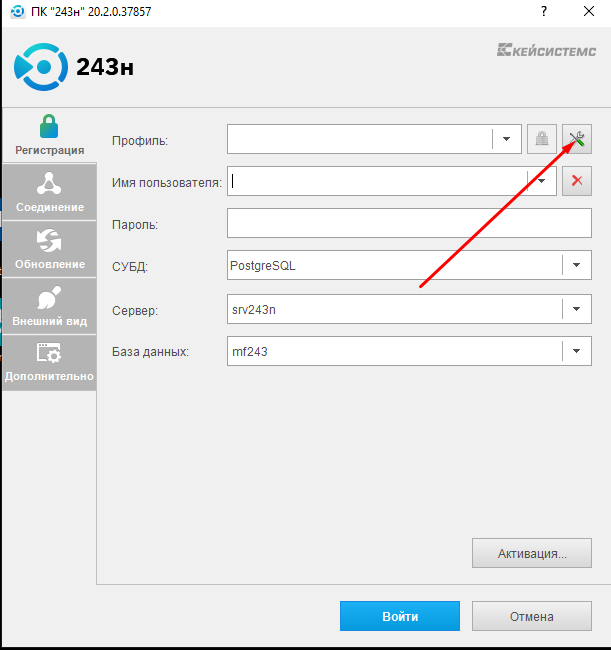 ПК "243н" 20.2.0.37857
?
243н
КЕЙСИСТЕМС
Регистрация
Соединение
Обновление
Внешний вид
Дополнительно
Профиль:
Имя пользователя:
Пароль:
СУБД:
PostgreSQL
Сервер:
srv243n
База данных:
mf243
Активация...
Войти
Отмена